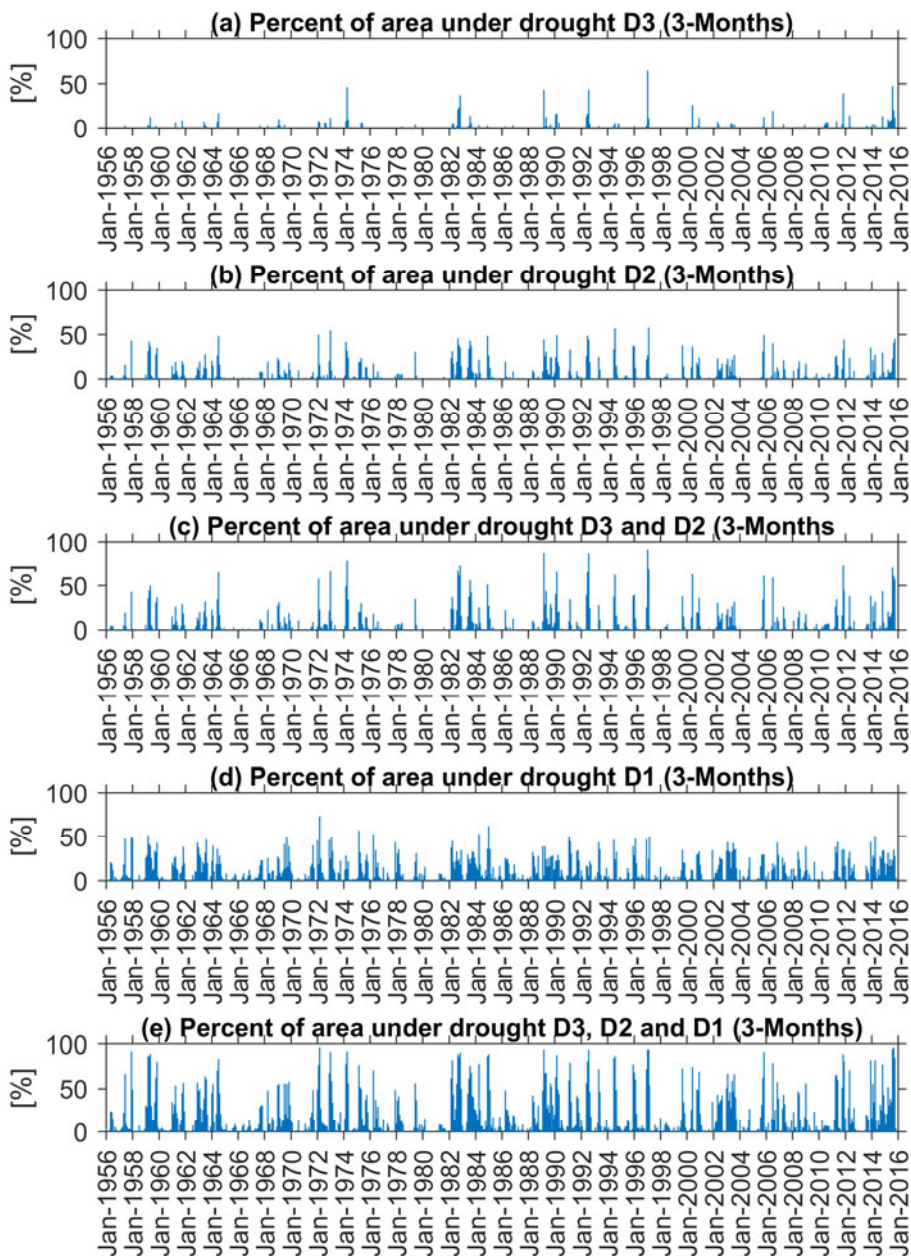 (a) Percent of area under drought D3 (3-Months)
100
50
0
[%]
Jan-1956 Jan-1958 Jan-1960 Jan-1962 Jan-1964 Jan-1966 Jan-1968 Jan-1970 Jan-1972 Jan-1974 Jan-1976 Jan-1978 Jan-1980 Jan-1982 Jan-1984 Jan-1986 Jan-1988 Jan-1990 Jan-1992 Jan-1994 Jan-1996 Jan-1998 Jan-2000 Jan-2002 Jan-2004 Jan-2006 Jan-2008 Jan-2010 Jan-2012 Jan-2014 Jan-2016
(b) Percent of area under drought D2 (3-Months)
100
50
0
[%]
Jan-1956 Jan-1958 Jan-1960 Jan-1962 Jan-1964 Jan-1966 Jan-1968 Jan-1970 Jan-1972 Jan-1974 Jan-1976 Jan-1978 Jan-1980 Jan-1982 Jan-1984 Jan-1986 Jan-1988 Jan-1990 Jan-1992 Jan-1994 Jan-1996 Jan-1998 Jan-2000 Jan-2002 Jan-2004 Jan-2006 Jan-2008 Jan-2010 Jan-2012 Jan-2014 Jan-2016
(c) Percent of area under drought D3 and D2 (3-Months
100
50
0
[%]
Jan-1956 Jan-1958 Jan-1960 Jan-1962 Jan-1964 Jan-1966 Jan-1968 Jan-1970 Jan-1972 Jan-1974 Jan-1976 Jan-1978 Jan-1980 Jan-1982 Jan-1984 Jan-1986 Jan-1988 Jan-1990 Jan-1992 Jan-1994 Jan-1996 Jan-1998 Jan-2000 Jan-2002 Jan-2004 Jan-2006 Jan-2008 Jan-2010 Jan-2012 Jan-2014 Jan-2016
(d) Percent of area under drought D1 (3-Months)
100
50
0
[%]
Jan-1956 Jan-1958 Jan-1960 Jan-1962 Jan-1964 Jan-1966 Jan-1968 Jan-1970 Jan-1972 Jan-1974 Jan-1976 Jan-1978 Jan-1980 Jan-1982 Jan-1984 Jan-1986 Jan-1988 Jan-1990 Jan-1992 Jan-1994 Jan-1996 Jan-1998 Jan-2000 Jan-2002 Jan-2004 Jan-2006 Jan-2008 Jan-2010 Jan-2012 Jan-2014 Jan-2016
(e) Percent of area under drought D3, D2 and D1 (3-Months)
100
50
0
[%]
Jan-1956 Jan-1958 Jan-1960 Jan-1962 Jan-1964 Jan-1966 Jan-1968 Jan-1970 Jan-1972 Jan-1974 Jan-1976 Jan-1978 Jan-1980 Jan-1982 Jan-1984 Jan-1986 Jan-1988 Jan-1990 Jan-1992 Jan-1994 Jan-1996 Jan-1998 Jan-2000 Jan-2002 Jan-2004 Jan-2006 Jan-2008 Jan-2010 Jan-2012 Jan-2014 Jan-2016